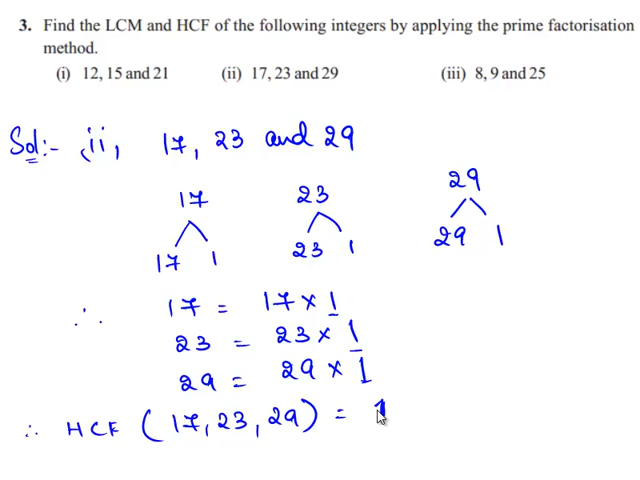 3. Find the LCM and HCF of the following integers by applying the prime factorisation
method.
(i) 12, 15 and 21 (ii) 17, 23 and 29 (iii) 8, 9 and 25
Sol:- (ii, 17, 23 and 29
17 23 29
17 1 23 1 29 1
∴ 17 = 17 × 1
23 = 23 × 1
29 = 29 × 1
∴ HCF (17, 23, 29) = 1